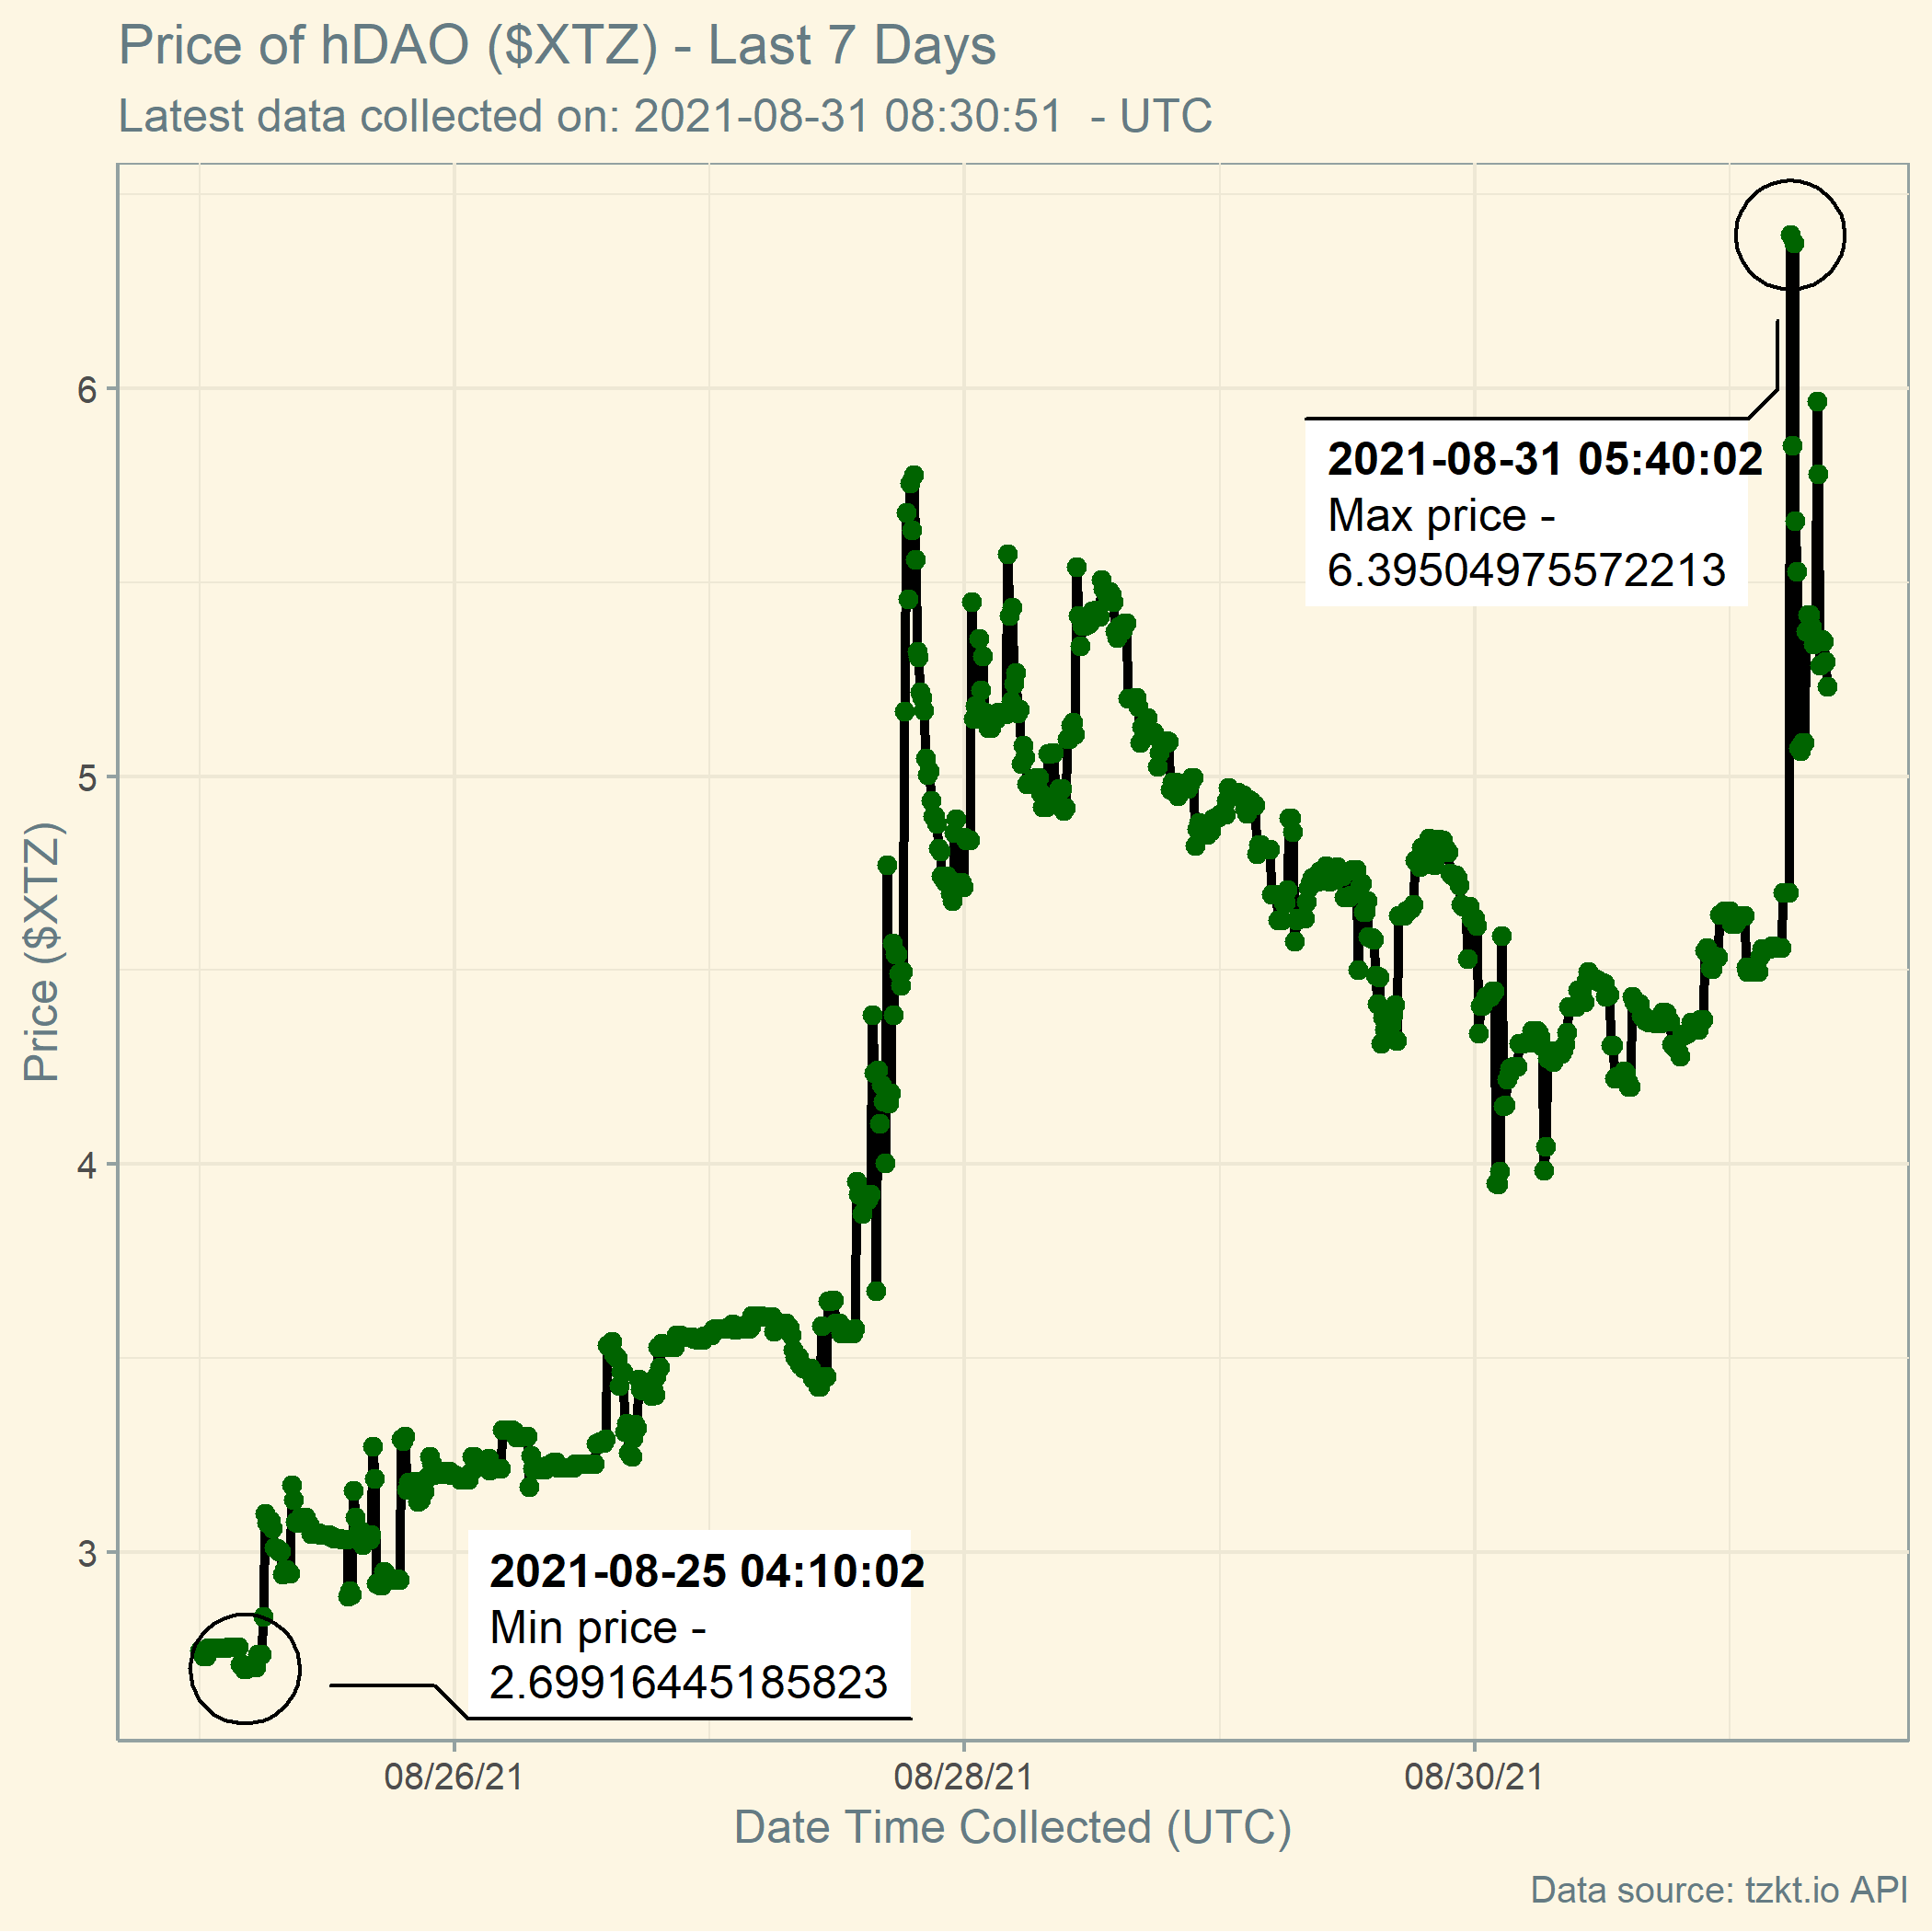 Price of hDAO ($XTZ) - Last 7 Days
Latest data collected on: 2021-08-31 08:30:51  - UTC
Price ($XTZ)
6
5
4
3
2021-08-31 05:40:02
Max price -
6.39504975572213
2021-08-25 04:10:02
Min price -
2.69916445185823
08/26/21
08/28/21
08/30/21
Date Time Collected (UTC)
Data source: tzkt.io API